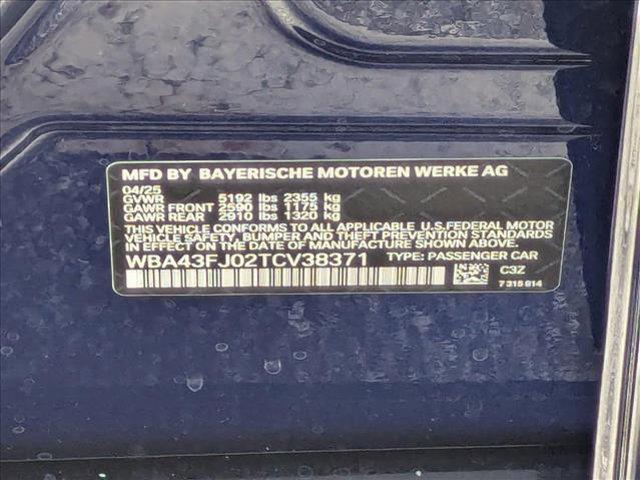 MFD BY BAYERISCHE MOTOREN WERKE AG
04/25
GVWR 5192 lbs 2355 kg
GAWR FRONT 2590 lbs 1175 kg
GAWR REAR 2910 lbs 1320 kg
THIS VEHICLE CONFORMS TO ALL APPLICABLE U.S.FEDERAL MOTOR
VEHICLE SAFETY, BUMPER AND THEFT PREVENTION STANDARDS
IN EFFECT ON THE DATE OF MANUFACTURE SHOWN ABOVE.
WBA43FJ02TCV38371 TYPE: PASSENGER CAR
C3Z
7 315 814